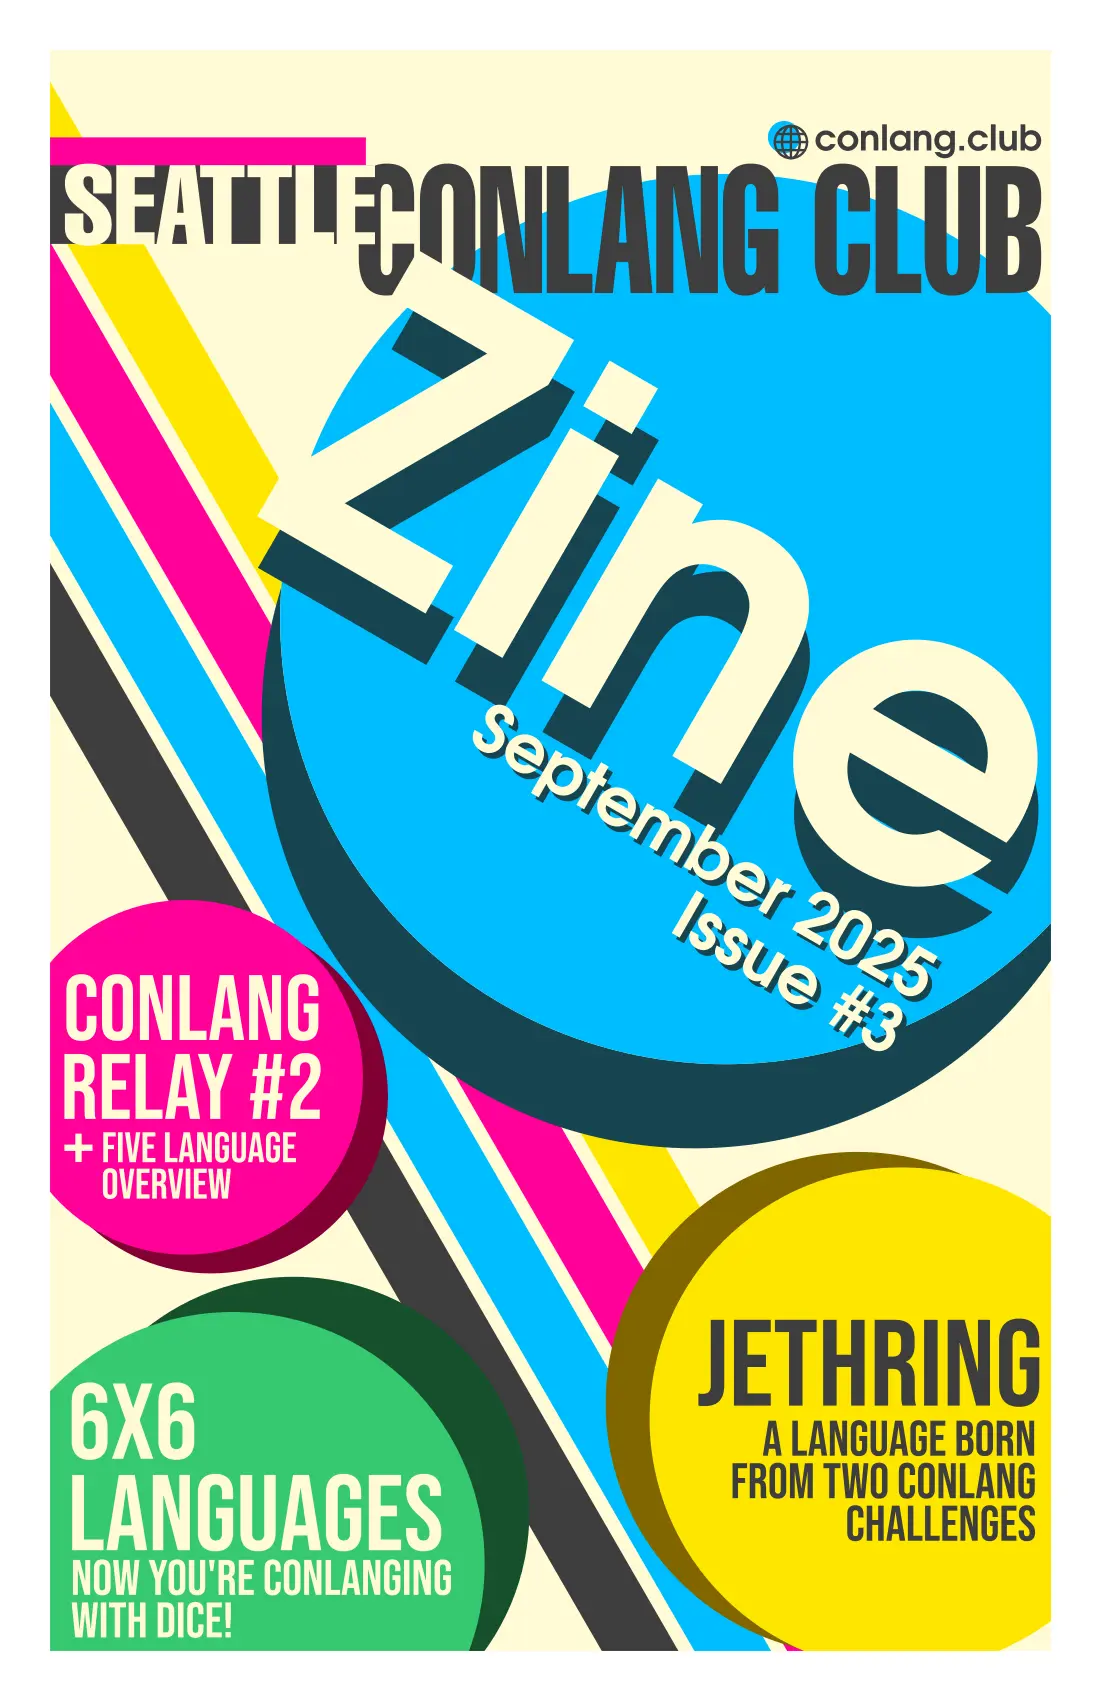 conlang.club
SEATTLE CONLANG CLUB
Zine
September 2025
Issue #3
CONLANG
RELAY #2
+ FIVE LANGUAGE
OVERVIEW
JETHRING
A LANGUAGE BORN
FROM TWO CONLANG
CHALLENGES
6X6
LANGUAGES
NOW YOU'RE CONLANGING
WITH DICE!